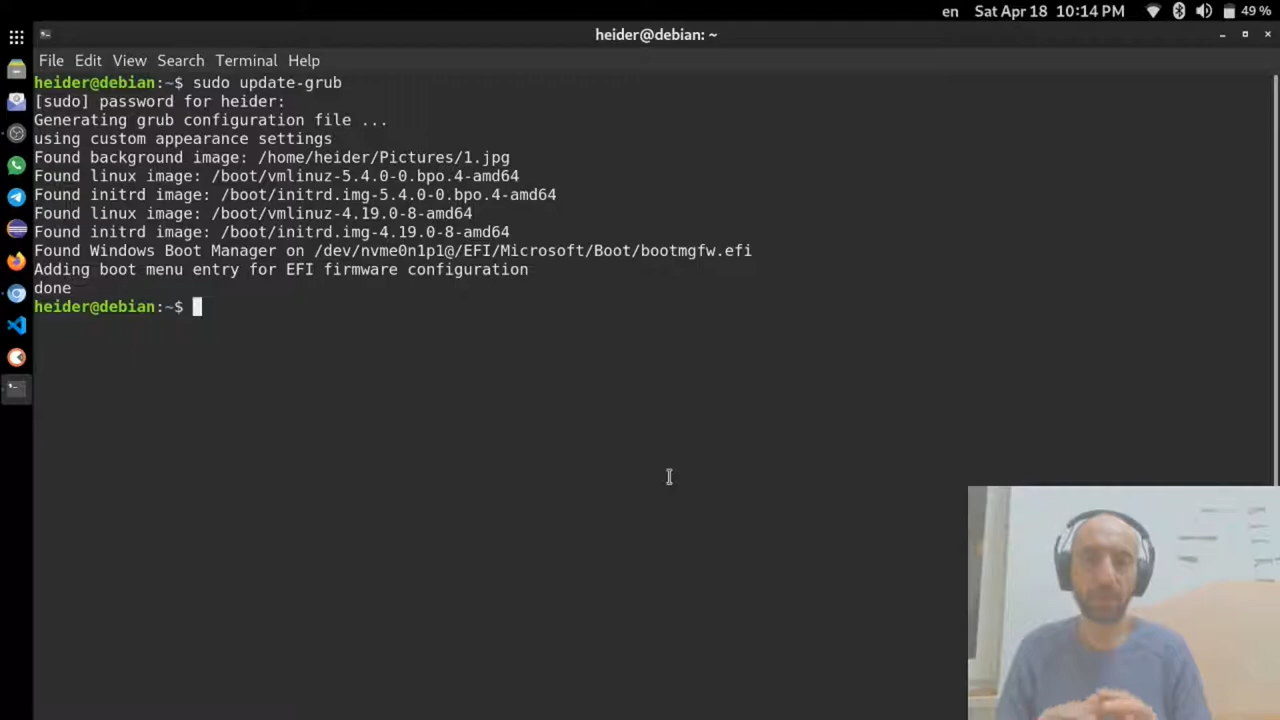 en Sat Apr 18 10:14 PM 49 %
heider@debian: ~
File Edit View Search Terminal Help
heider@debian:~$ sudo update-grub
[sudo] password for heider:
Generating grub configuration file ...
using custom appearance settings
Found background image: /home/heider/Pictures/1.jpg
Found linux image: /boot/vmlinuz-5.4.0-0.bpo.4-amd64
Found initrd image: /boot/initrd.img-5.4.0-0.bpo.4-amd64
Found linux image: /boot/vmlinuz-4.19.0-8-amd64
Found initrd image: /boot/initrd.img-4.19.0-8-amd64
Found Windows Boot Manager on /dev/nvme0n1p1@/EFI/Microsoft/Boot/bootmgfw.efi
Adding boot menu entry for EFI firmware configuration
done
heider@debian:~$